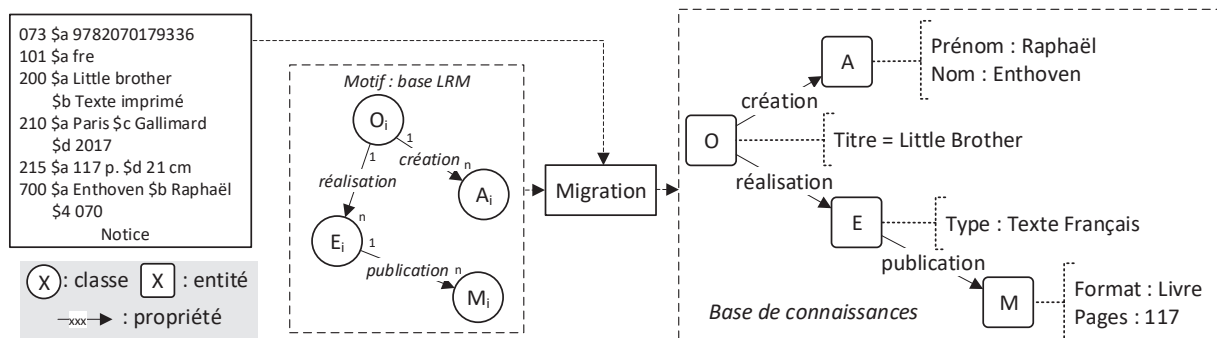 073 $a 9782070179336
101 $a fre
200 $a Little brother
$b Texte imprimé
210 $a Paris $c Gallimard
$d 2017
215 $a 117 p. $d 21 cm
700 $a Enthoven $b Raphaël
$4 070
Notice
X : classe X : entité
xxx : propriété
Motif : base LRM
Oi
1 1
création n
réalisation
Ai
n
Ei 1
publication n
Mi
Migration
A
Prénom : Raphaël
Nom : Enthoven
création
O
Titre = Little Brother
réalisation
E
Type : Texte Français
publication
M
Format : Livre
Pages : 117
Base de connaissances